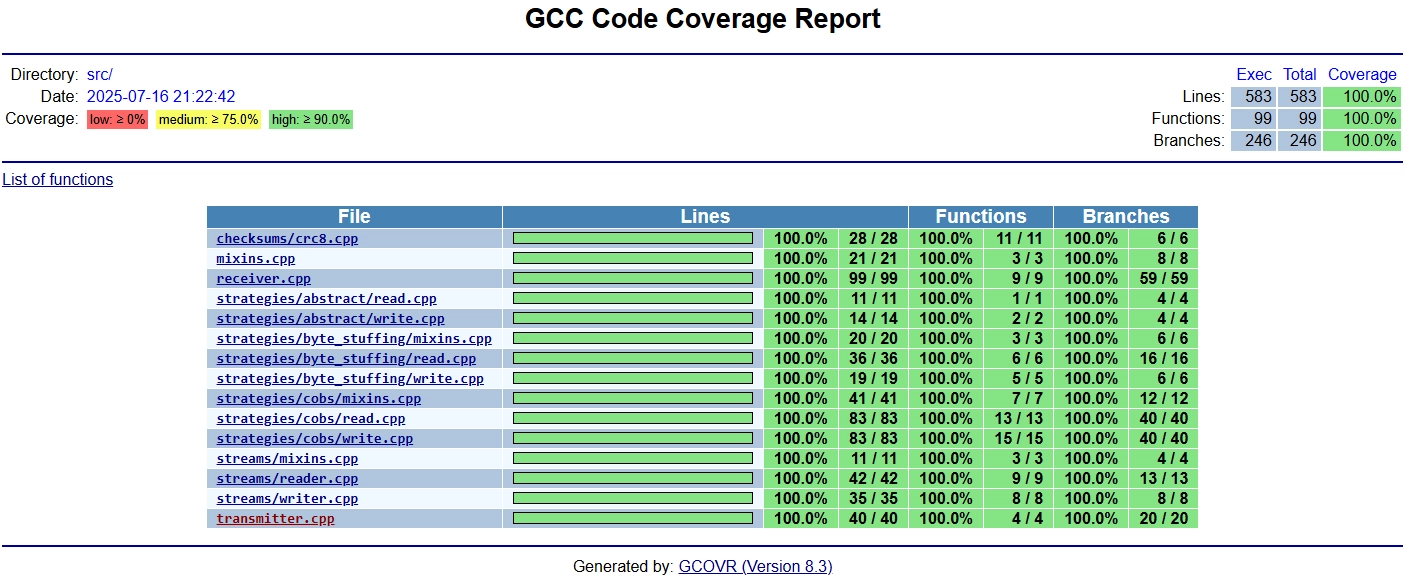 GCC Code Coverage Report
Directory: src/
Date: 2025-07-16 21:22:42
Coverage: low: ≥ 0% medium: ≥ 75.0% high: ≥ 90.0%
Exec Total Coverage
Lines: 583 583 100.0%
Functions: 99 99 100.0%
Branches: 246 246 100.0%
List of functions
File Lines Functions Branches
checksums/crc8.cpp 100.0% 28 / 28 100.0% 11 / 11 100.0% 6 / 6
mixins.cpp 100.0% 21 / 21 100.0% 3 / 3 100.0% 8 / 8
receiver.cpp 100.0% 99 / 99 100.0% 9 / 9 100.0% 59 / 59
strategies/abstract/read.cpp 100.0% 11 / 11 100.0% 1 / 1 100.0% 4 / 4
strategies/abstract/write.cpp 100.0% 14 / 14 100.0% 2 / 2 100.0% 4 / 4
strategies/byte_stuffing/mixins.cpp 100.0% 20 / 20 100.0% 3 / 3 100.0% 6 / 6
strategies/byte_stuffing/read.cpp 100.0% 36 / 36 100.0% 6 / 6 100.0% 16 / 16
strategies/byte_stuffing/write.cpp 100.0% 19 / 19 100.0% 5 / 5 100.0% 6 / 6
strategies/cobs/mixins.cpp 100.0% 41 / 41 100.0% 7 / 7 100.0% 12 / 12
strategies/cobs/read.cpp 100.0% 83 / 83 100.0% 13 / 13 100.0% 40 / 40
strategies/cobs/write.cpp 100.0% 83 / 83 100.0% 15 / 15 100.0% 40 / 40
streams/mixins.cpp 100.0% 11 / 11 100.0% 3 / 3 100.0% 4 / 4
streams/reader.cpp 100.0% 42 / 42 100.0% 9 / 9 100.0% 13 / 13
streams/writer.cpp 100.0% 35 / 35 100.0% 8 / 8 100.0% 8 / 8
transmitter.cpp 100.0% 40 / 40 100.0% 4 / 4 100.0% 20 / 20
Generated by: GCOVR (Version 8.3)